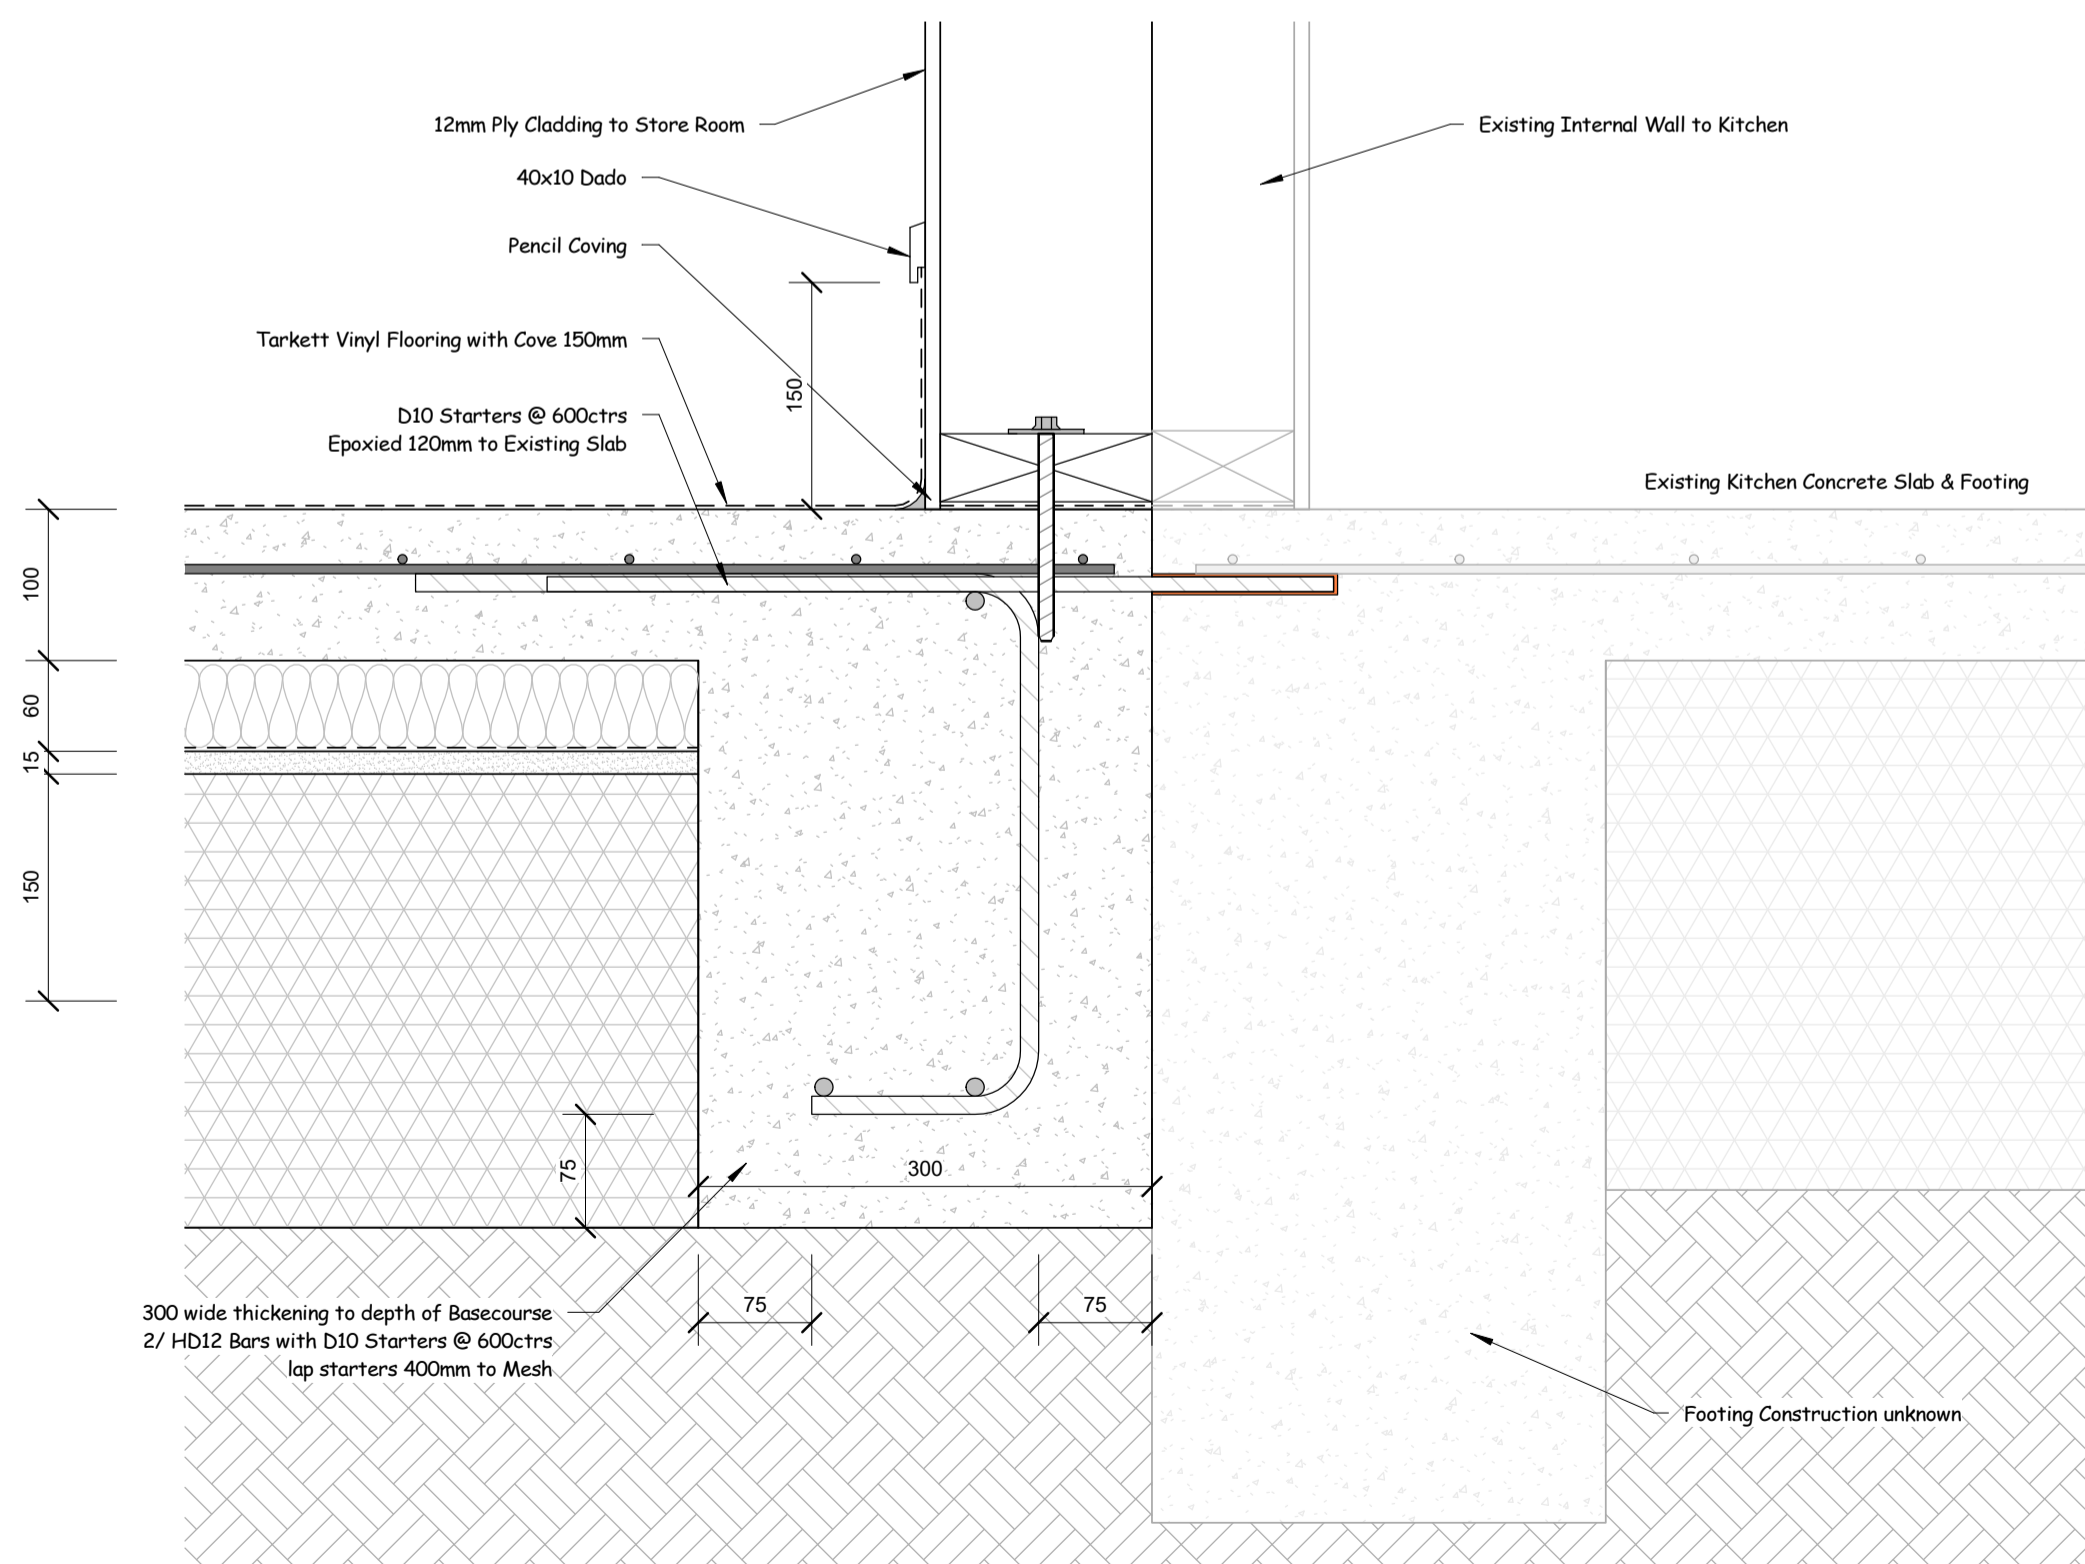 12mm Ply Cladding to Store Room
Existing Internal Wall to Kitchen
40x10 Dado
Pencil Coving
Tarkett Vinyl Flooring with Cove 150mm
150
D10 Starters @ 600ctrs
Epoxied 120mm to Existing Slab
Existing Kitchen Concrete Slab & Footing
100
60
15
150
75
300
75
75
300 wide thickening to depth of Basecourse
2/ HD12 Bars with D10 Starters @ 600ctrs
lap starters 400mm to Mesh
Footing Construction unknown